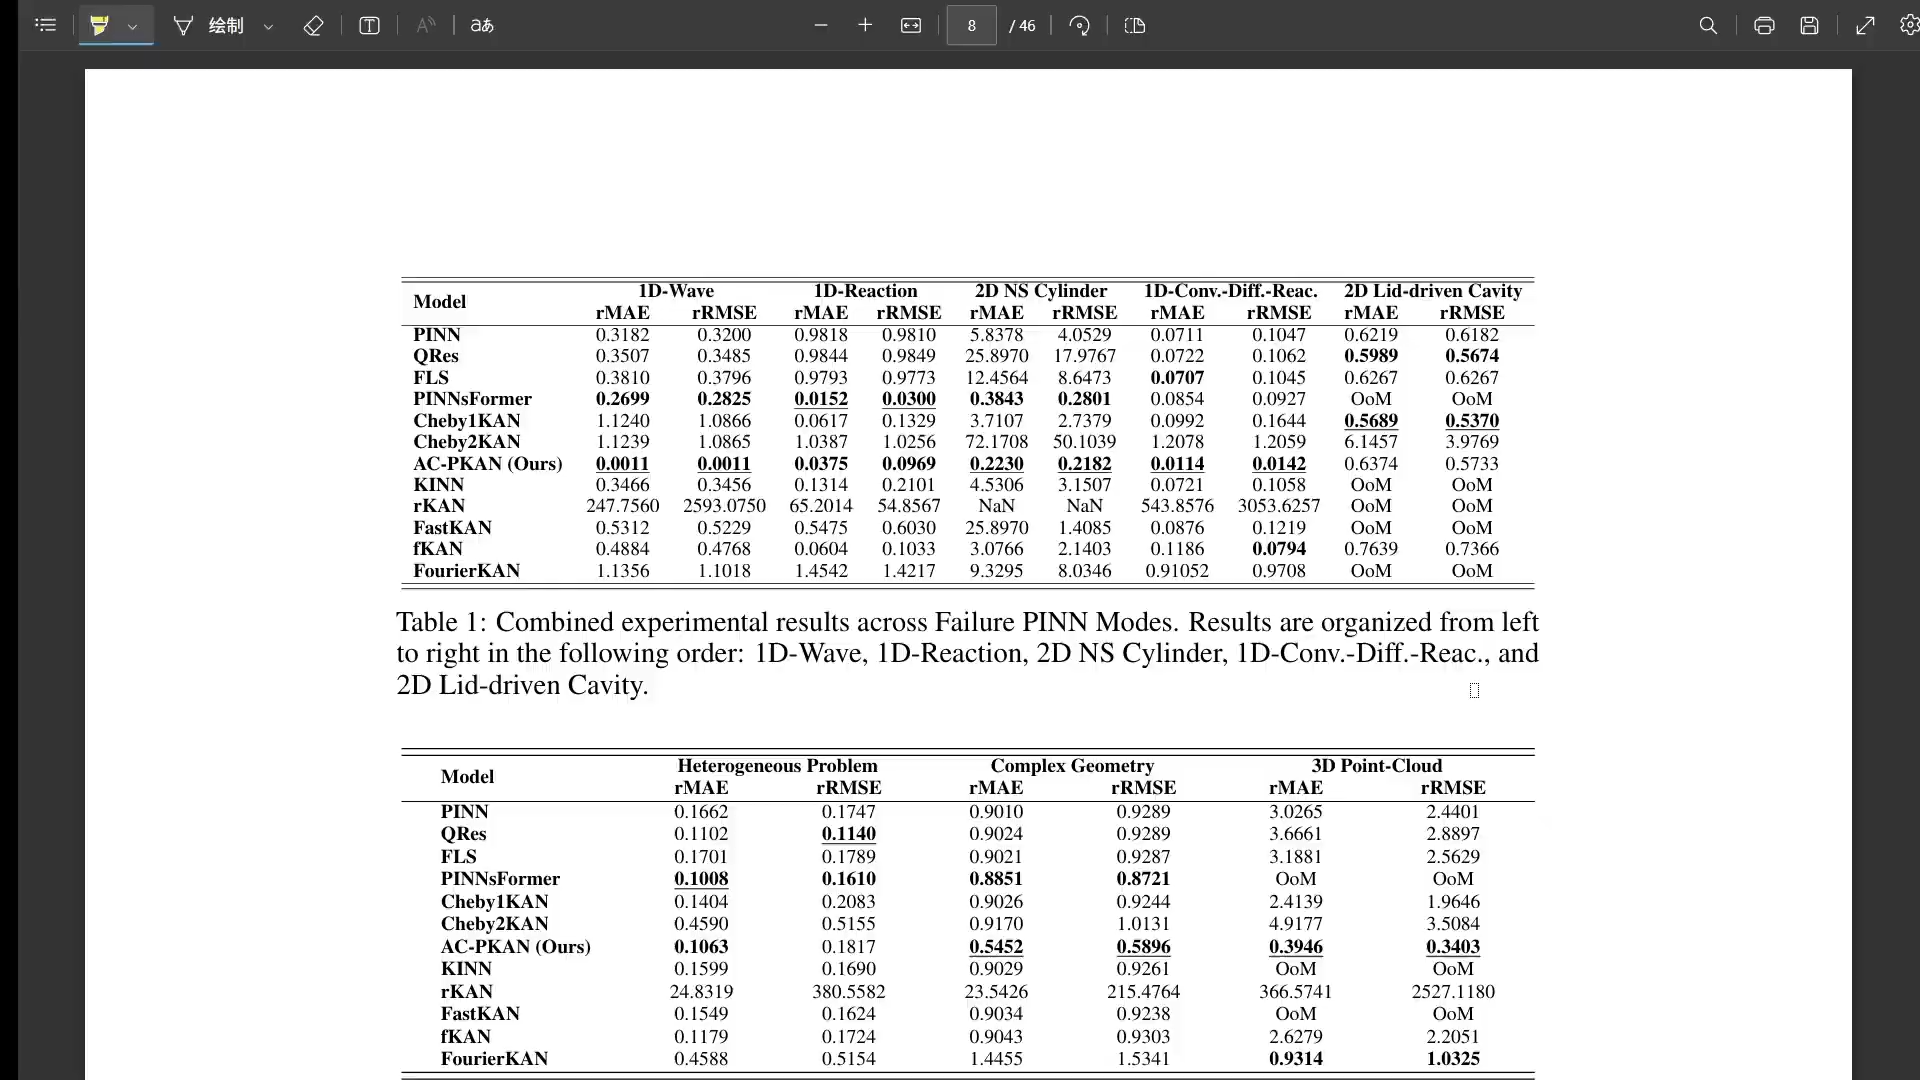 绘制 aあ 8 / 46
Model 1D-Wave 1D-Reaction 2D NS Cylinder 1D-Conv.-Diff.-Reac. 2D Lid-driven Cavity
rMAE rRMSE rMAE rRMSE rMAE rRMSE rMAE rRMSE rMAE rRMSE
PINN 0.3182 0.3200 0.9818 0.9810 5.8378 4.0529 0.0711 0.1047 0.6219 0.6182
QRes 0.3507 0.3485 0.9844 0.9849 25.8970 17.9767 0.0722 0.1062 0.5989 0.5674
FLS 0.3810 0.3796 0.9793 0.9773 12.4564 8.6473 0.0707 0.1045 0.6267 0.6267
PINNsFormer 0.2699 0.2825 0.0152 0.0300 0.3843 0.2801 0.0854 0.0927 OoM OoM
Cheby1KAN 1.1240 1.0866 0.0617 0.1329 3.7107 2.7379 0.0992 0.1644 0.5689 0.5370
Cheby2KAN 1.1239 1.0865 1.0387 1.0256 72.1708 50.1039 1.2078 1.2059 6.1457 3.9769
AC-PKAN (Ours) 0.0011 0.0011 0.0375 0.0969 0.2230 0.2182 0.0114 0.0142 0.6374 0.5733
KINN 0.3466 0.3456 0.1314 0.2101 4.5306 3.1507 0.0721 0.1058 OoM OoM
rKAN 247.7560 2593.0750 65.2014 54.8567 NaN NaN 543.8576 3053.6257 OoM OoM
FastKAN 0.5312 0.5229 0.5475 0.6030 25.8970 1.4085 0.0876 0.1219 OoM OoM
fKAN 0.4884 0.4768 0.0604 0.1033 3.0766 2.1403 0.1186 0.0794 0.7639 0.7366
FourierKAN 1.1356 1.1018 1.4542 1.4217 9.3295 8.0346 0.91052 0.9708 OoM OoM
Table 1: Combined experimental results across Failure PINN Modes. Results are organized from left
to right in the following order: 1D-Wave, 1D-Reaction, 2D NS Cylinder, 1D-Conv.-Diff.-Reac., and
2D Lid-driven Cavity.
Model Heterogeneous Problem Complex Geometry 3D Point-Cloud
rMAE rRMSE rMAE rRMSE rMAE rRMSE
PINN 0.1662 0.1747 0.9010 0.9289 3.0265 2.4401
QRes 0.1102 0.1140 0.9024 0.9289 3.6661 2.8897
FLS 0.1701 0.1789 0.9021 0.9287 3.1881 2.5629
PINNsFormer 0.1008 0.1610 0.8851 0.8721 OoM OoM
Cheby1KAN 0.1404 0.2083 0.9026 0.9244 2.4139 1.9646
Cheby2KAN 0.4590 0.5155 0.9170 1.0131 4.9177 3.5084
AC-PKAN (Ours) 0.1063 0.1817 0.5452 0.5896 0.3946 0.3403
KINN 0.1599 0.1690 0.9029 0.9261 OoM OoM
rKAN 24.8319 380.5582 23.5426 215.4764 366.5741 2527.1180
FastKAN 0.1549 0.1624 0.9034 0.9238 OoM OoM
fKAN 0.1179 0.1724 0.9043 0.9303 2.6279 2.2051
FourierKAN 0.4588 0.5154 1.4455 1.5341 0.9314 1.0325